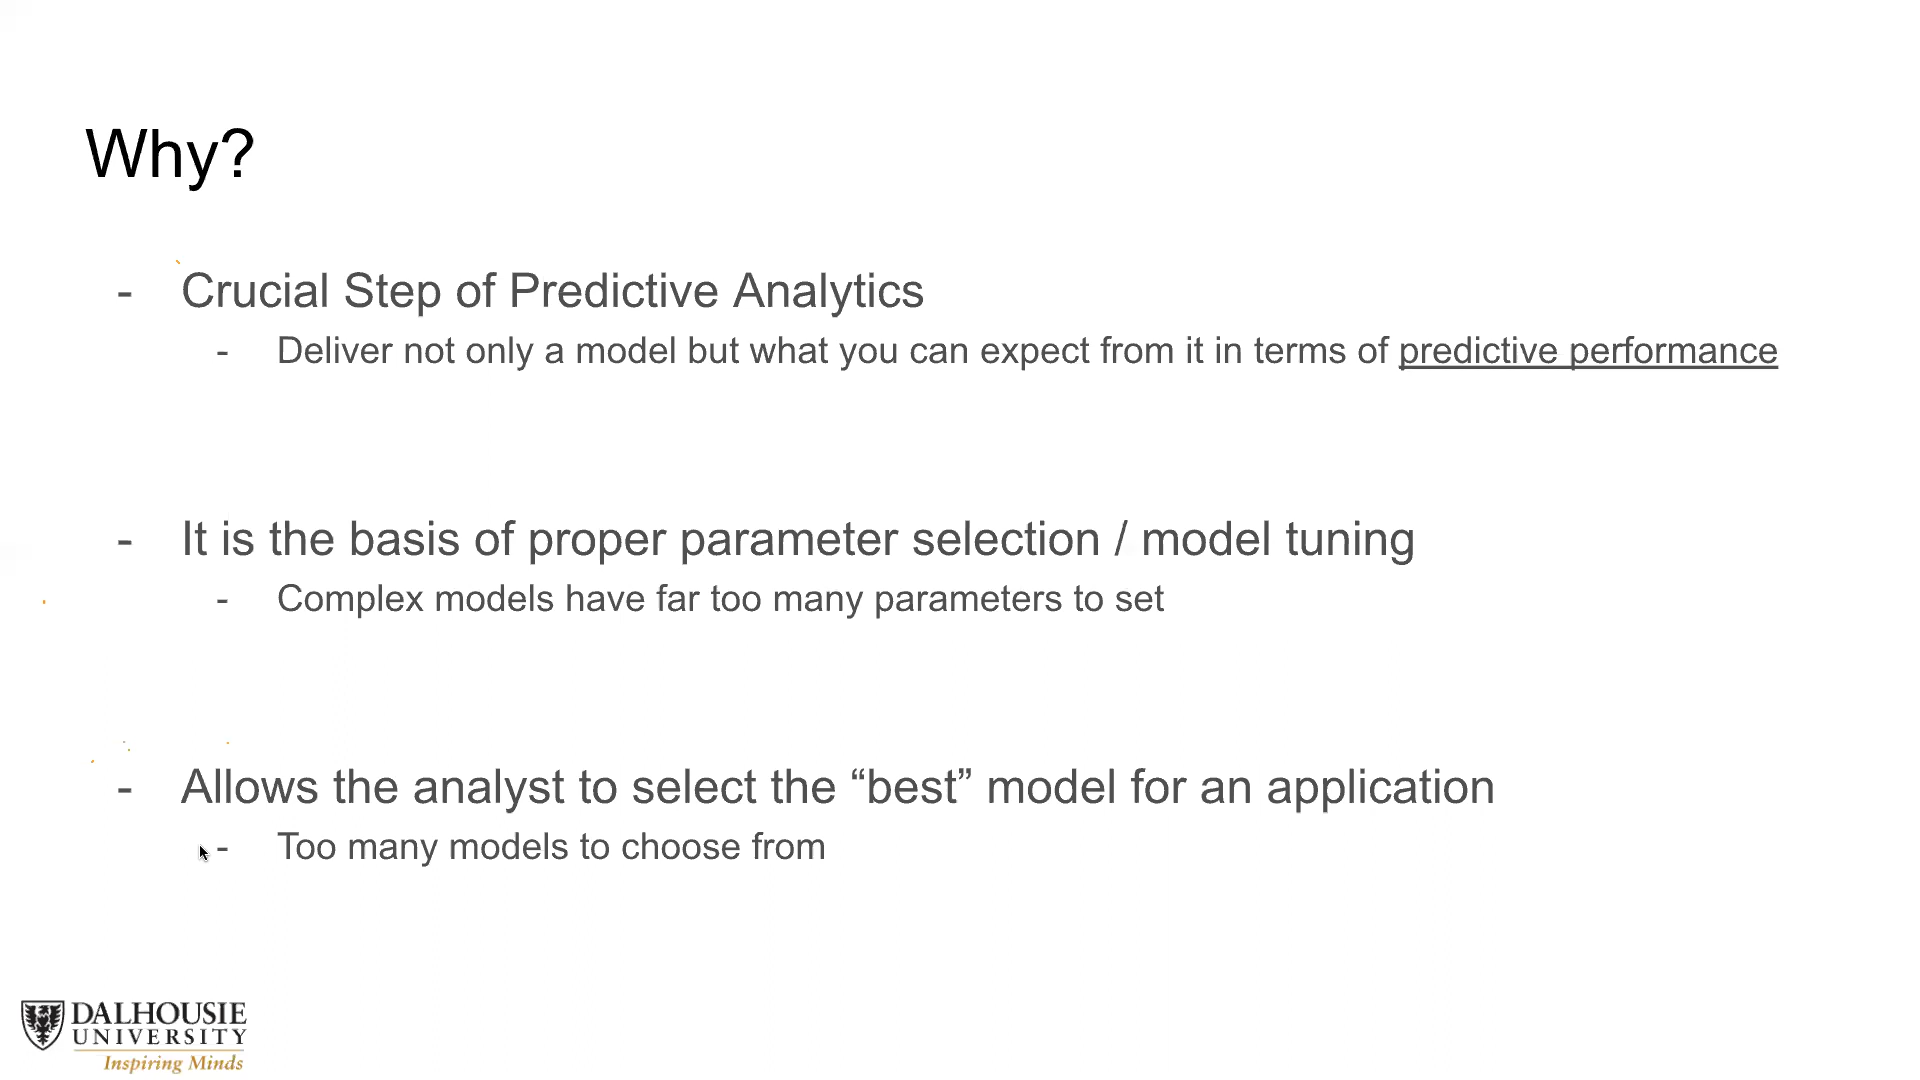 Why?
- Crucial Step of Predictive Analytics
- Deliver not only a model but what you can expect from it in terms of predictive performance
- It is the basis of proper parameter selection / model tuning
- Complex models have far too many parameters to set
- Allows the analyst to select the “best” model for an application
- Too many models to choose from
DALHOUSIE
UNIVERSITY
Inspiring Minds